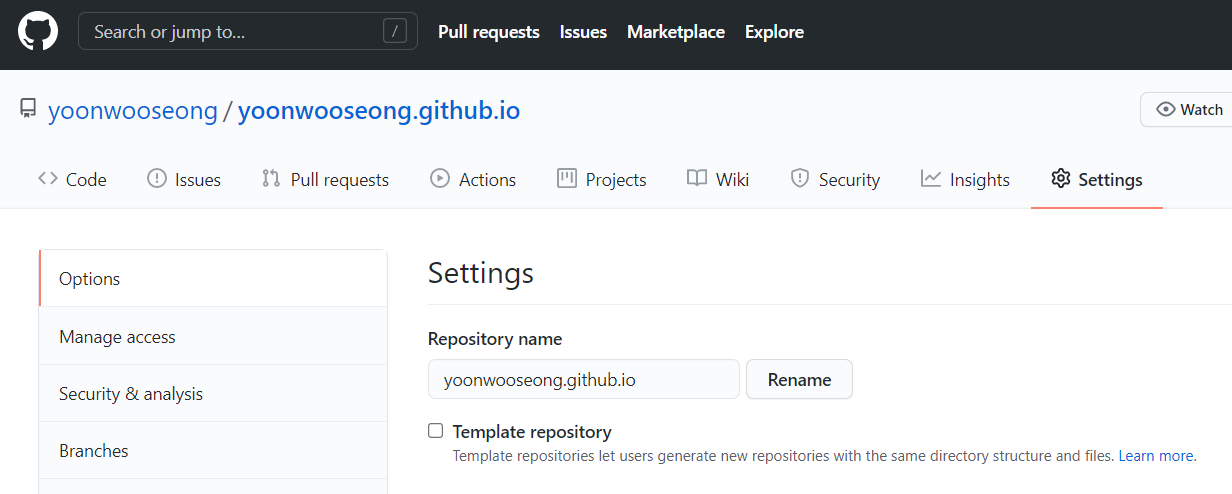 Search or jump to... /
Pull requests Issues Marketplace Explore
yoonwooseong / yoonwooseong.github.io
Watch
Code Issues Pull requests Actions Projects Wiki Security Insights Settings
Options
Manage access
Security & analysis
Branches
Settings
Repository name
yoonwooseong.github.io Rename
Template repository
Template repositories let users generate new repositories with the same directory structure and files. Learn more.